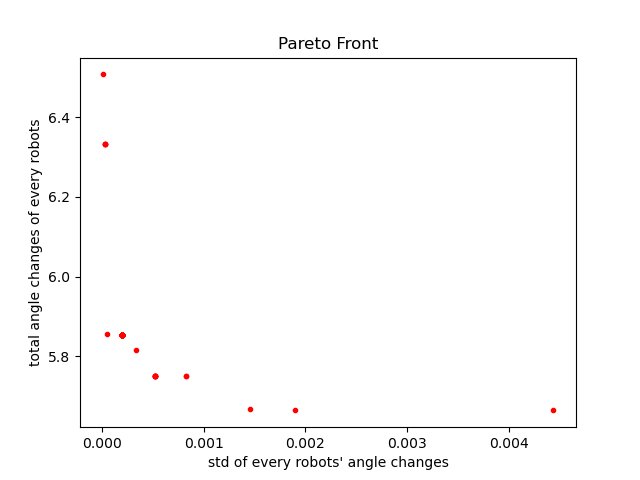 Pareto Front
total angle changes of every robots
6.4
6.2
6.0
5.8
0.000 0.001 0.002 0.003 0.004
std of every robots' angle changes